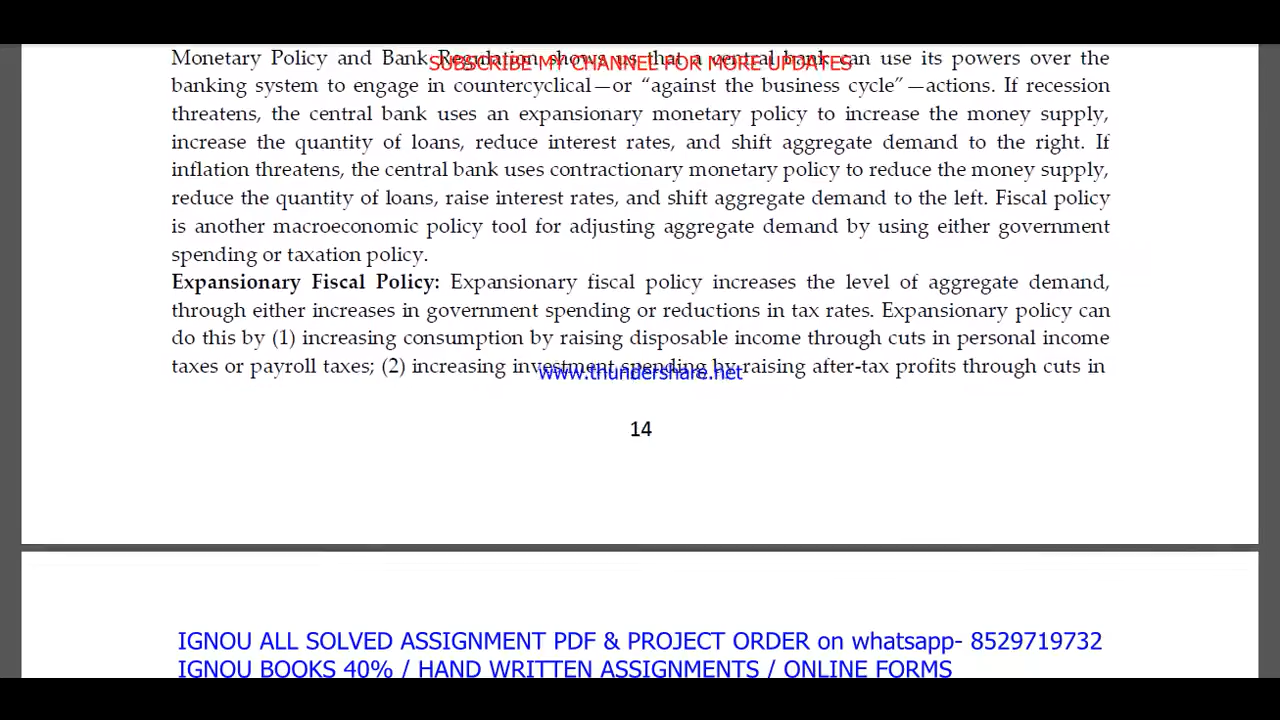 Monetary Policy and Bank Regulation shows us that a central bank can use its powers over the
SUBSCRIBE MY CHANNEL FOR MORE UPDATES
banking system to engage in countercyclical—or “against the business cycle”—actions. If recession
threatens, the central bank uses an expansionary monetary policy to increase the money supply,
increase the quantity of loans, reduce interest rates, and shift aggregate demand to the right. If
inflation threatens, the central bank uses contractionary monetary policy to reduce the money supply,
reduce the quantity of loans, raise interest rates, and shift aggregate demand to the left. Fiscal policy
is another macroeconomic policy tool for adjusting aggregate demand by using either government
spending or taxation policy.
Expansionary Fiscal Policy: Expansionary fiscal policy increases the level of aggregate demand,
through either increases in government spending or reductions in tax rates. Expansionary policy can
do this by (1) increasing consumption by raising disposable income through cuts in personal income
taxes or payroll taxes; (2) increasing investment spending by raising after-tax profits through cuts in
www.thundershare.net
14
IGNOU ALL SOLVED ASSIGNMENT PDF & PROJECT ORDER on whatsapp- 8529719732
IGNOU BOOKS 40% / HAND WRITTEN ASSIGNMENTS / ONLINE FORMS